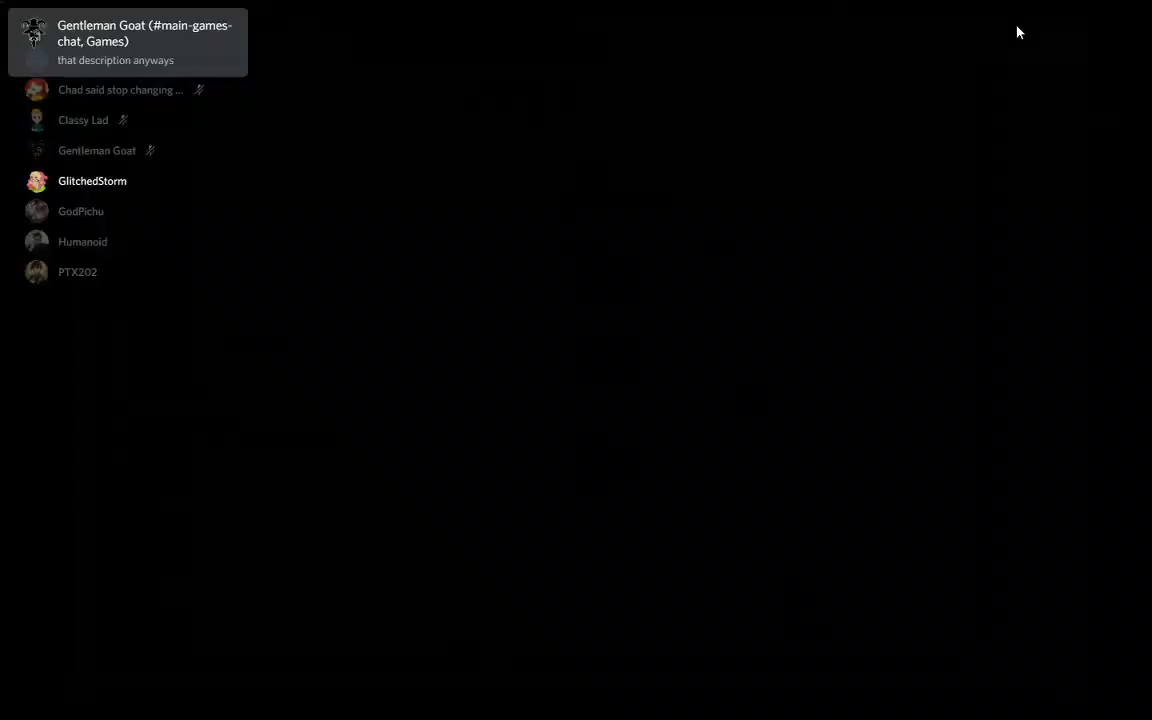 Gentleman Goat (#main-games-
chat, Games)
that description anyways
Chad said stop changing ...
Classy Lad
Gentleman Goat
GlitchedStorm
GodPichu
Humanoid
PTX202